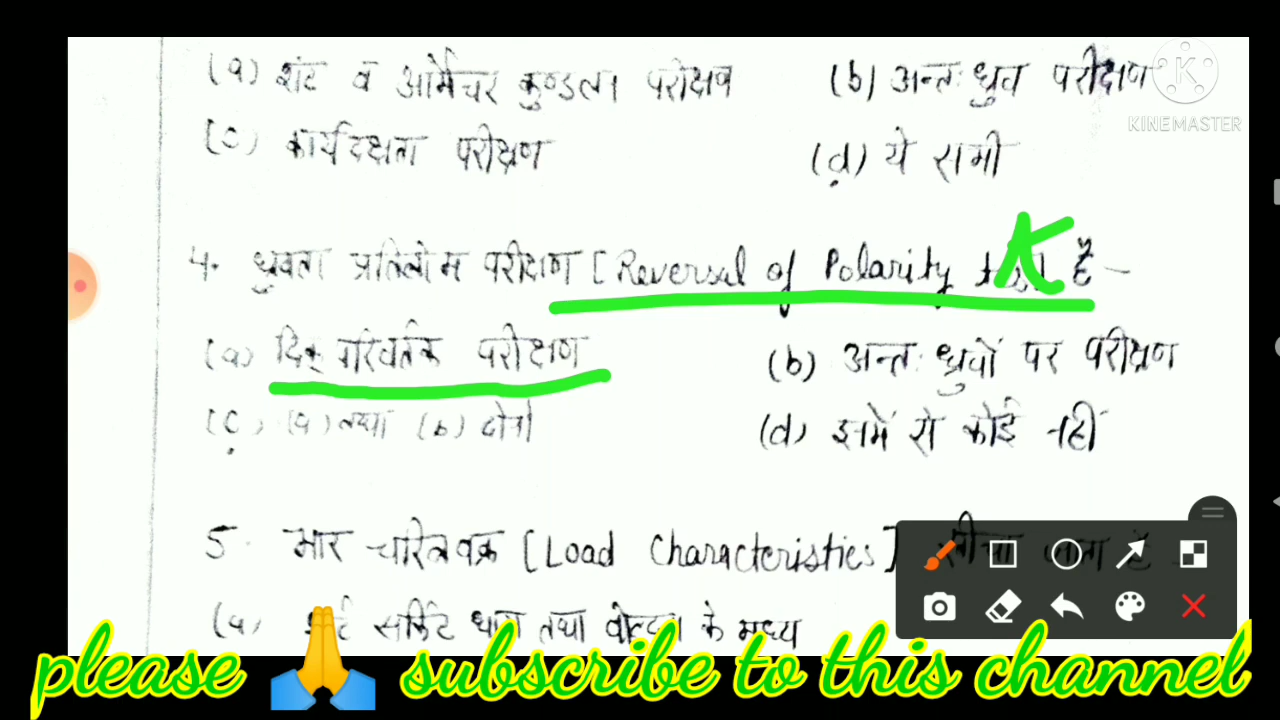 (a) शंट व आर्मेचर कुण्डला परीक्षण (b) अन्तः ध्रुव परीक्षण
KINEMASTER
(c) कार्यदक्षता परीक्षण (d) ये सभी
4. ध्रुवता प्रतिलोम परीक्षण [Reversal of Polarity है -
(a) दिक् परिवर्तक परीक्षण (b) अन्तः ध्रुवों पर परीक्षण
(c) (a) तथा (b) दोनों (d) इनमें से कोई नहीं
5. भार चरित्र वक्र [Load Characteristics]
(a) सर्किट धारा तथा वोल्टता के मध्य
please 🙏 subscribe to this channel